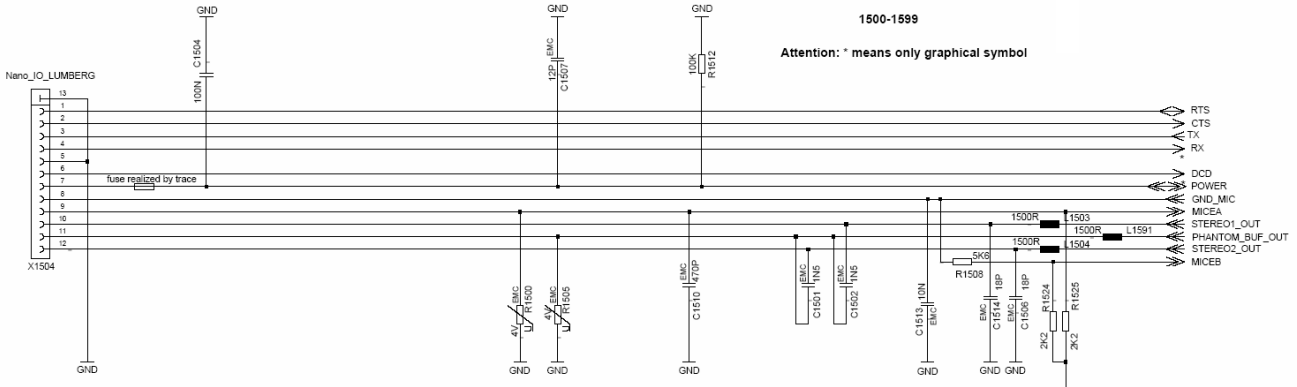 GND
GND
GND
1500-1599
Attention: * means only graphical symbol
C1504
100N
EMC
12P
C1507
100K
R1512
Nano_IO_LUMBERG
13
1
RTS
2
CTS
3
TX
4
RX
5
*
6
DCD
7
fuse realized by trace
POWER
8
GND_MIC
9
MICEA
10
1500R
L1503
STEREO1_OUT
11
1500R
L1591
PHANTOM_BUF_OUT
12
1500R
L1504
STEREO2_OUT
X1504
5K6
R1508
MICEB
EMC
4V
U
R1500
EMC
4V
U
R1505
EMC
470P
C1510
EMC
1N5
C1501
EMC
1N5
C1502
10N
C1513
EMC
18P
EMC
C1514
18P
EMC
C1506
R1524
2K2
R1525
2K2
GND
GND
GND
GND
GND
GND
GND